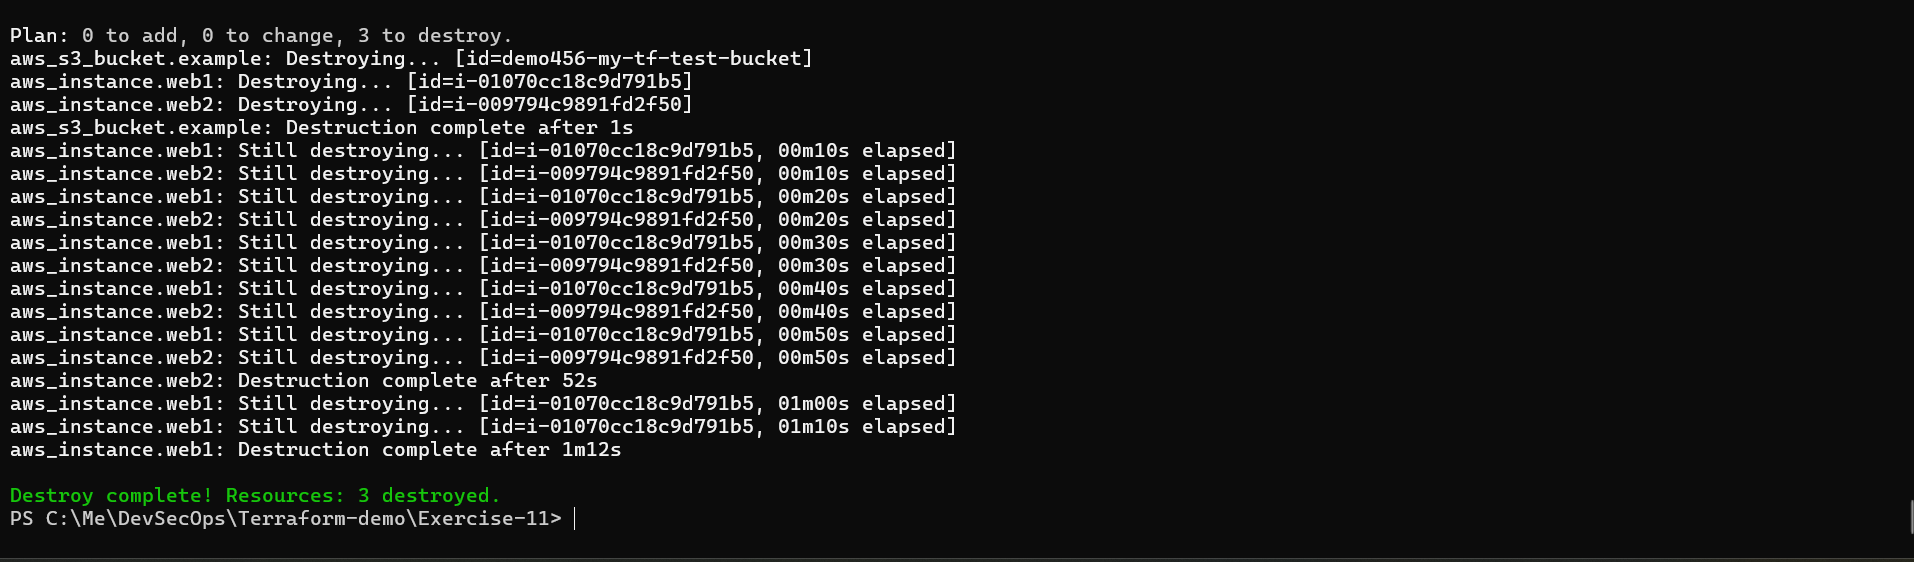 Plan: 0 to add, 0 to change, 3 to destroy.
aws_s3_bucket.example: Destroying... [id=demo456-my-tf-test-bucket]
aws_instance.web1: Destroying... [id=i-01070cc18c9d791b5]
aws_instance.web2: Destroying... [id=i-009794c9891fd2f50]
aws_s3_bucket.example: Destruction complete after 1s
aws_instance.web1: Still destroying... [id=i-01070cc18c9d791b5, 00m10s elapsed]
aws_instance.web2: Still destroying... [id=i-009794c9891fd2f50, 00m10s elapsed]
aws_instance.web1: Still destroying... [id=i-01070cc18c9d791b5, 00m20s elapsed]
aws_instance.web2: Still destroying... [id=i-009794c9891fd2f50, 00m20s elapsed]
aws_instance.web1: Still destroying... [id=i-01070cc18c9d791b5, 00m30s elapsed]
aws_instance.web2: Still destroying... [id=i-009794c9891fd2f50, 00m30s elapsed]
aws_instance.web1: Still destroying... [id=i-01070cc18c9d791b5, 00m40s elapsed]
aws_instance.web2: Still destroying... [id=i-009794c9891fd2f50, 00m40s elapsed]
aws_instance.web1: Still destroying... [id=i-01070cc18c9d791b5, 00m50s elapsed]
aws_instance.web2: Still destroying... [id=i-009794c9891fd2f50, 00m50s elapsed]
aws_instance.web2: Destruction complete after 52s
aws_instance.web1: Still destroying... [id=i-01070cc18c9d791b5, 01m00s elapsed]
aws_instance.web1: Still destroying... [id=i-01070cc18c9d791b5, 01m10s elapsed]
aws_instance.web1: Destruction complete after 1m12s
Destroy complete! Resources: 3 destroyed.
PS C:\Me\DevSecOps\Terraform-demo\Exercise-11>